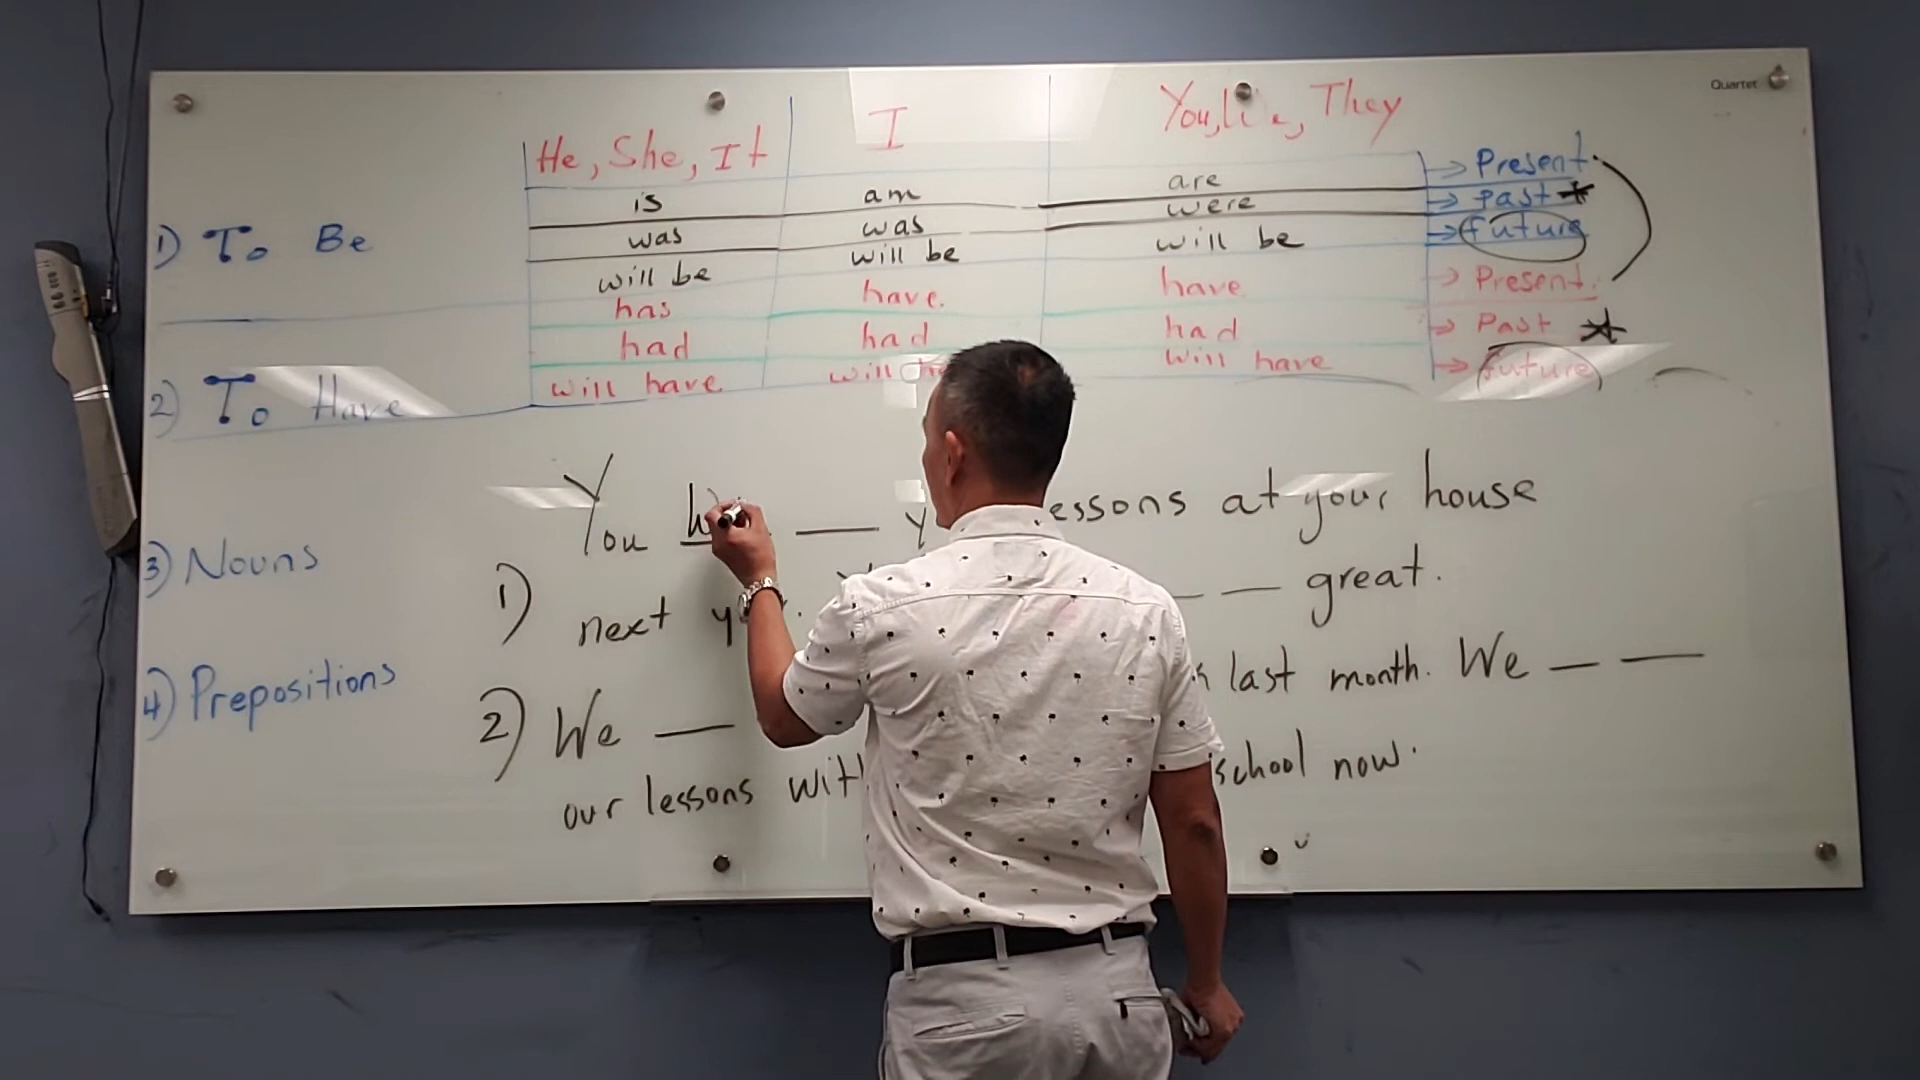 Quartet
He, She, It I You, They
is am are → Present
was was were → Past *
1) To Be will be will be will be → future
has have. have → Present.
had had had → Past *
2) To Have will have will will have → future
You at your house
3) Nouns 1) next great.
4) Prepositions 2) We last month. We
our lessons school now.